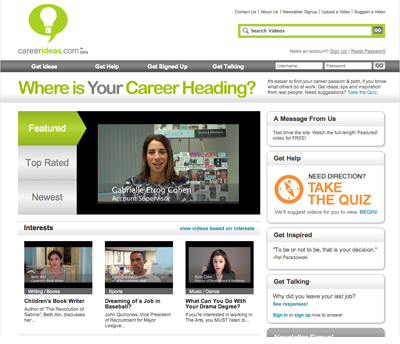 careerideas.com
beta
Contact Us | About Us | Newsletter Signup | Upload a Video | Suggest a Video
Search Videos
GO
An account? Sign Up | Reset Password
Get Ideas Get Help Get Signed Up Get Talking
Username
Password
GO
Where is Your Career Heading?
It's easier to find your career passion & path, if you know
what others do at work. Get ideas, tips and inspiration
from real people. Need suggestions? Take the Quiz.
Featured
Top Rated
Newest
Gabrielle Etrog Cohen
Account Supervisor
A Message From Us
Test drive the site. Watch the full-length 'Featured'
video for FREE!
Get Help
NEED DIRECTION?
TAKE
THE QUIZ
We'll suggest videos for you to view. BEGIN!
Get Inspired
"To be or not to be, that is your decision."
-Pat Paradowski
Get Talking
Why did you leave your last job?
See responses!
Sign in or sign up now to answer.
Newsletter Signup!
Interests
view videos based on interests
Writing / Books
Children's Book Writer
Author of "The Revolution of
Sabine", Beth Ain, discusses
her...
Sports
Dreaming of a Job in
Baseball?
John Quinones, Vice
President of Recruitment for Major
League...
Music / Dance
What Can You Do With
Your Drama Degree?
If you're interested in working in
The Arts, you MUST listen to...